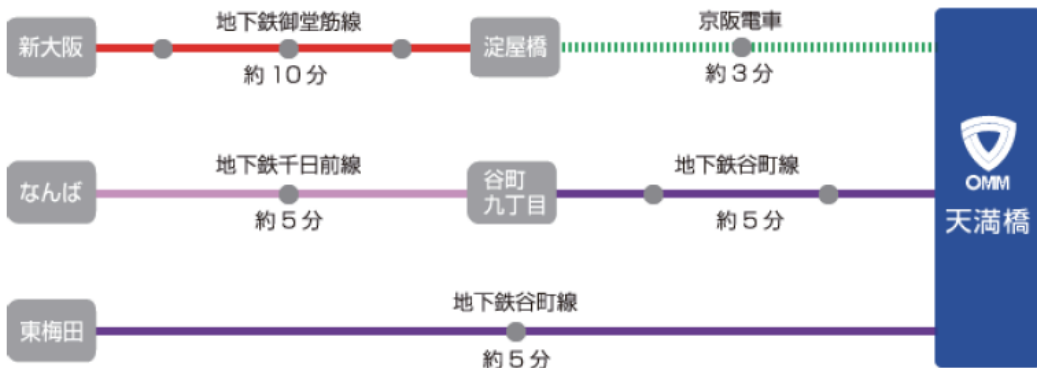 新大阪
地下鉄御堂筋線
約10分
淀屋橋
京阪電車
約3分
なんば
地下鉄千日前線
約5分
谷町
九丁目
地下鉄谷町線
約5分
東梅田
地下鉄谷町線
約5分
OMM
天満橋